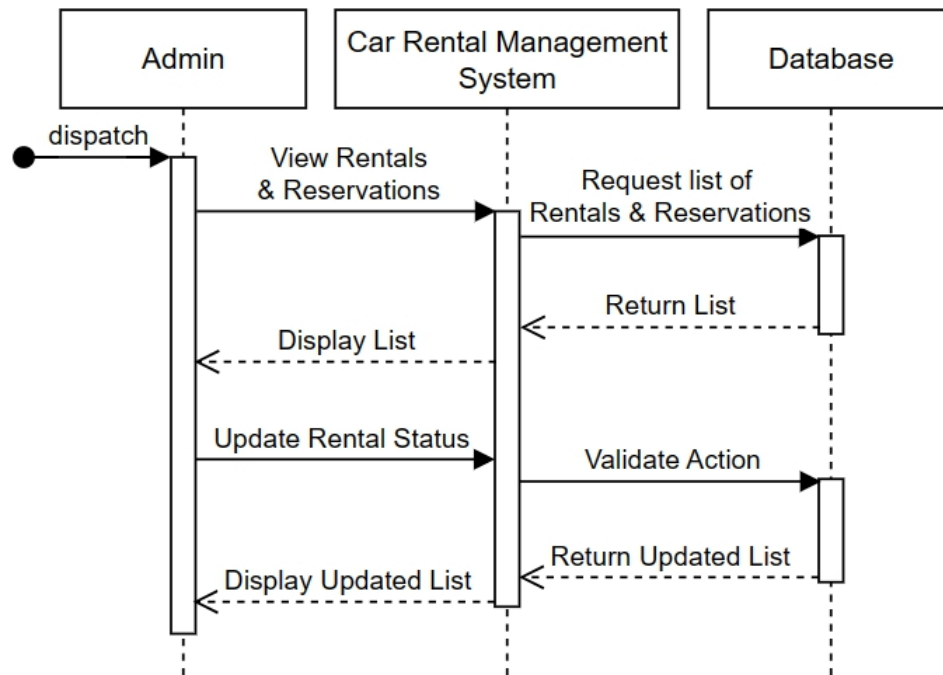 Admin
Car Rental Management
System
Database
dispatch
View Rentals
& Reservations
Request list of
Rentals & Reservations
Return List
Display List
Update Rental Status
Validate Action
Return Updated List
Display Updated List